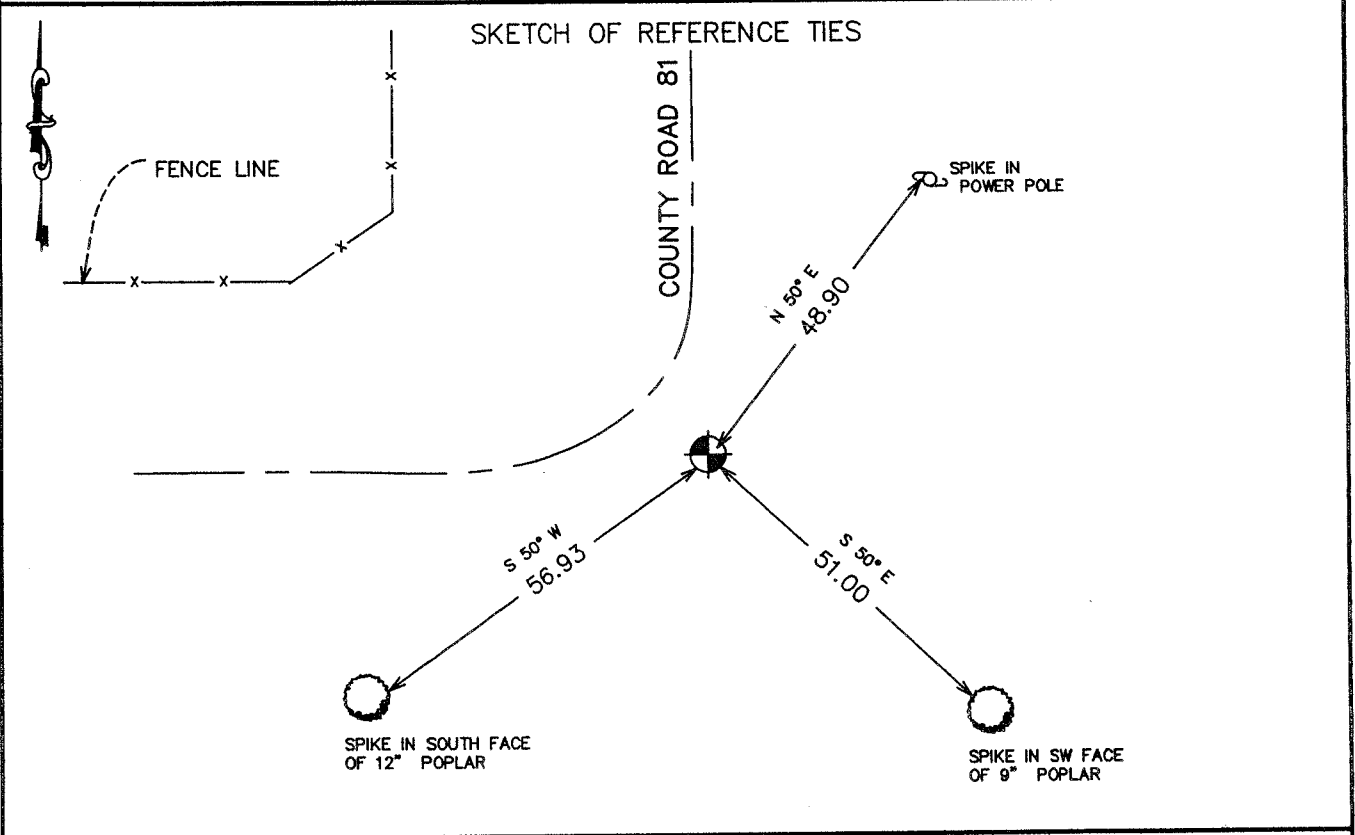 SKETCH OF REFERENCE TIES
COUNTY ROAD 81
FENCE LINE
SPIKE IN
POWER POLE
N 50° E
48.90
S 50° W
56.93
S 50° E
51.00
SPIKE IN SOUTH FACE
OF 12" POPLAR
SPIKE IN SW FACE
OF 9" POPLAR